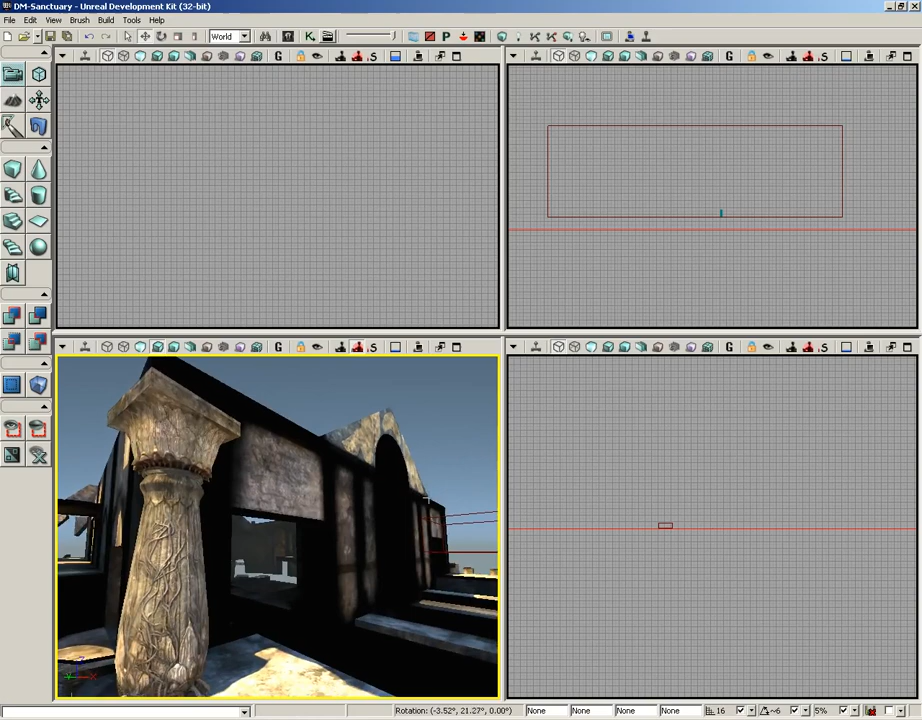 DM-Sanctuary - Unreal Development Kit (32-bit)
File Edit View Brush Build Tools Help
World
G
S
G
S
G
S
G
S
Rotation: (-3.52°, 21.27°, 0.00°) None None None None 16 ~6 5%